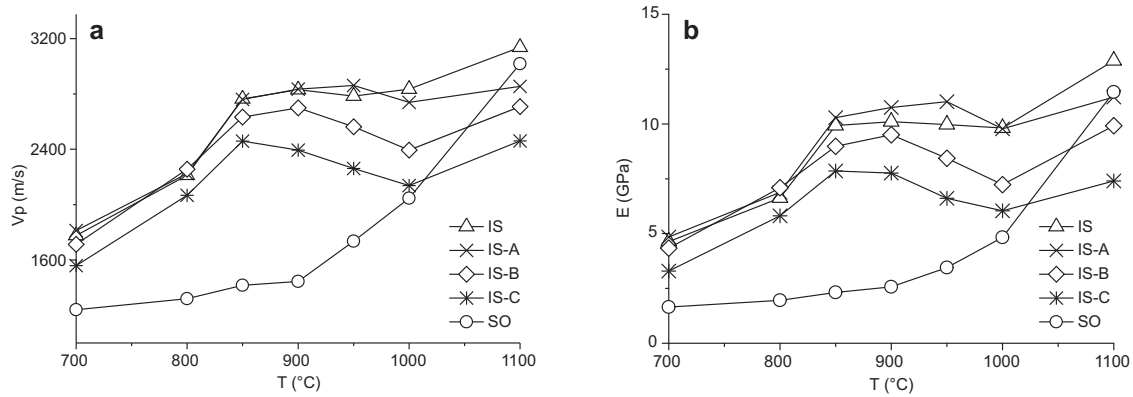 a
Vp (m/s)
3200
2400
1600
IS
IS-A
IS-B
IS-C
SO
700 800 900 1000 1100
T (°C)
b
E (GPa)
15
10
5
0
IS
IS-A
IS-B
IS-C
SO
700 800 900 1000 1100
T (°C)